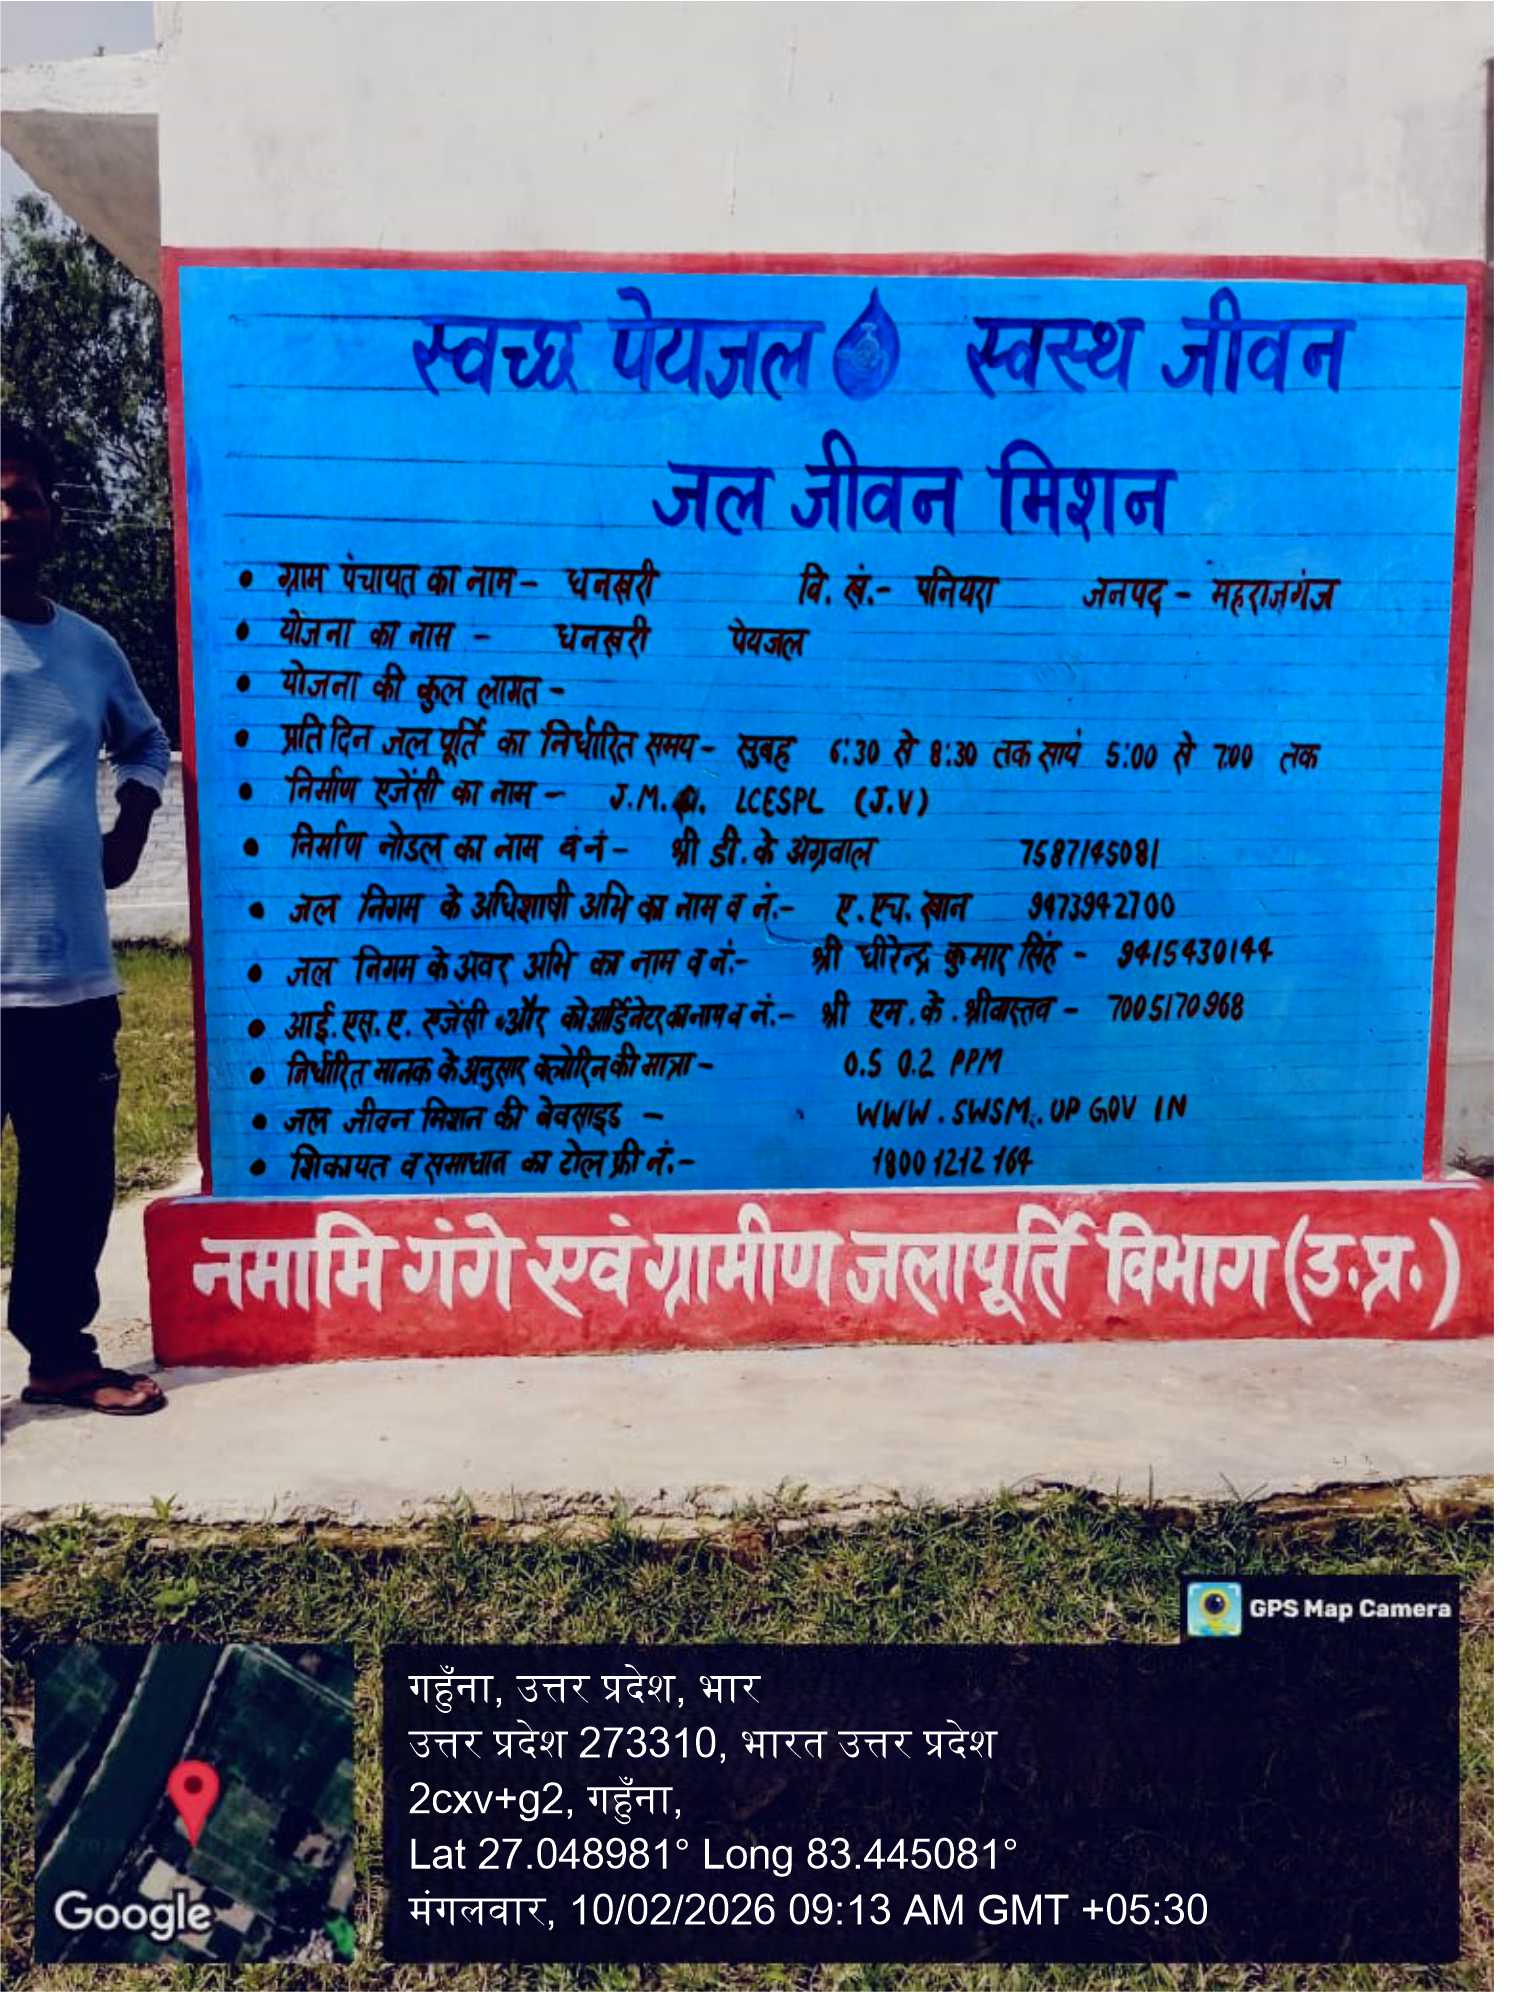 स्वच्छ पेयजल स्वस्थ जीवन
जल जीवन मिशन
• ग्राम पंचायत का नाम - धनखरी वि. खं.- पनियरा जनपद - महराजगंज
• योजना का नाम - धनखरी पेयजल
• योजना की कुल लागत -
• प्रति दिन जल पूर्ति का निर्धारित समय - सुबह 6:30 से 8:30 तक सायं 5:00 से 7:00 तक
• निर्माण एजेंसी का नाम - J.M. LCESPL (J.V)
• निर्माण नोडल का नाम व नं - श्री डी. के अग्रवाल 7587145081
• जल निगम के अधिशाषी अभि का नाम व नं.- ए. एच. खान 9473942700
• जल निगम के अवर अभि का नाम व नं.- श्री धीरेन्द्र कुमार सिंह - 9415430144
• आई. एस. ए. एजेंसी और कोआर्डिनेटर का नाम व नं.- श्री एम. के. श्रीवास्तव - 7005170968
• निर्धारित मानक के अनुसार क्लोरिन की मात्रा - 0.5 0.2 PPM
• जल जीवन मिशन की बेवसाइड - WWW. SWSM. UP GOV IN
• शिकायत व समाधान का टोल फ्री नं.- 1800 1212 164
नमामि गंगे एवं ग्रामीण जलापूर्ति विभाग (उ.प्र.)
GPS Map Camera
गहुँना, उत्तर प्रदेश, भार
उत्तर प्रदेश 273310, भारत उत्तर प्रदेश
2cxv+g2, गहुँना,
Lat 27.048981° Long 83.445081°
मंगलवार, 10/02/2026 09:13 AM GMT +05:30
Google